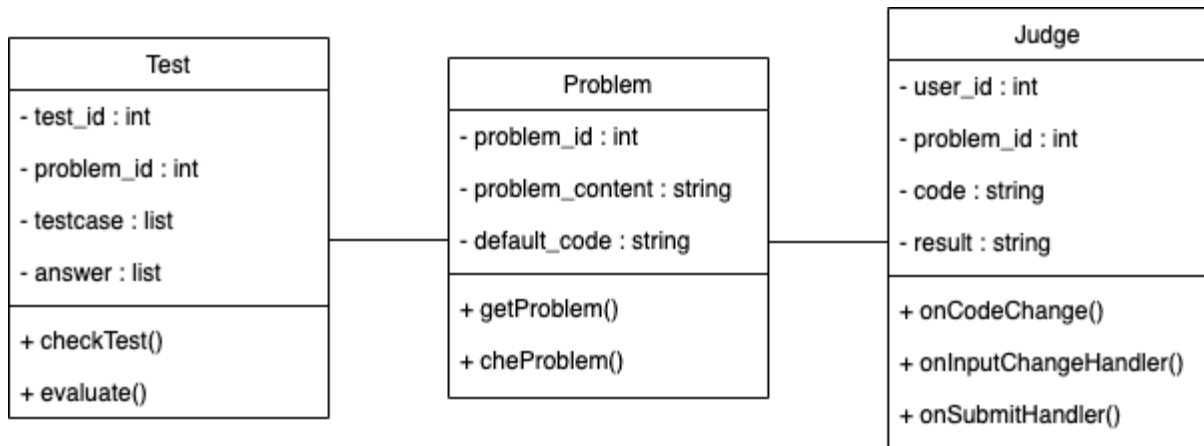 Test
- test_id : int
- problem_id : int
- testcase : list
- answer : list
+ checkTest()
+ evaluate()
Problem
- problem_id : int
- problem_content : string
- default_code : string
+ getProblem()
+ cheProblem()
Judge
- user_id : int
- problem_id : int
- code : string
- result : string
+ onCodeChange()
+ onInputChangeHandler()
+ onSubmitHandler()